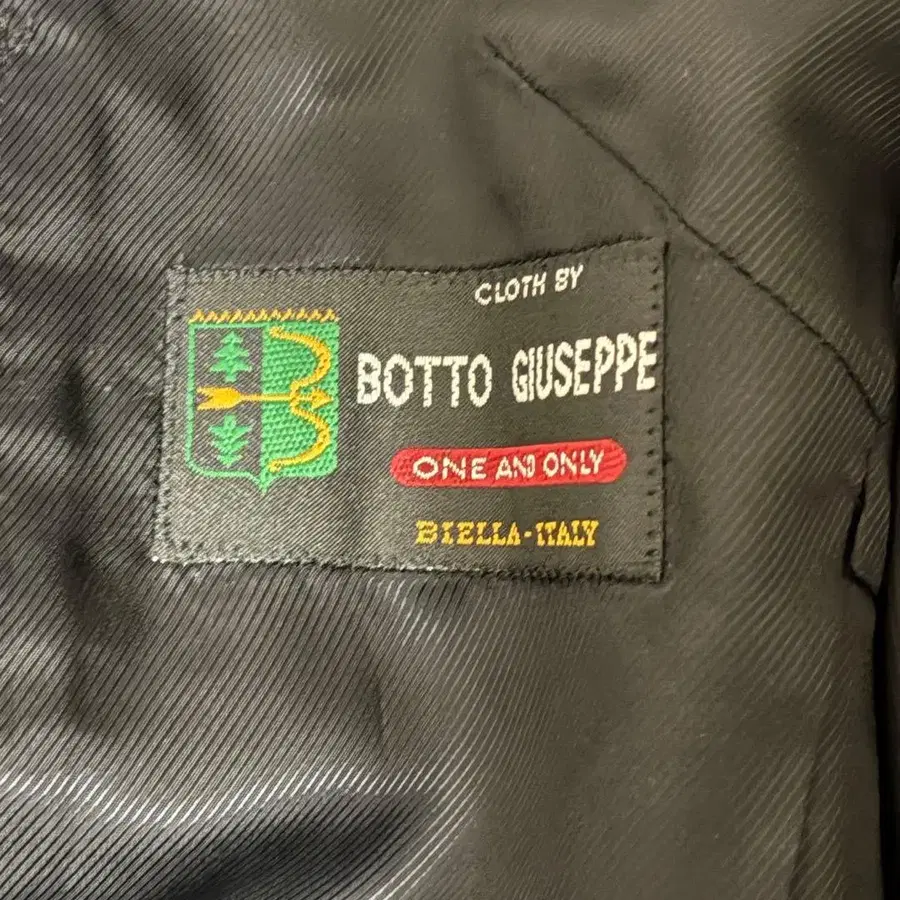 CLOTH BY
BOTTO GIUSEPPE
ONE AND ONLY
BIELLA-ITALY